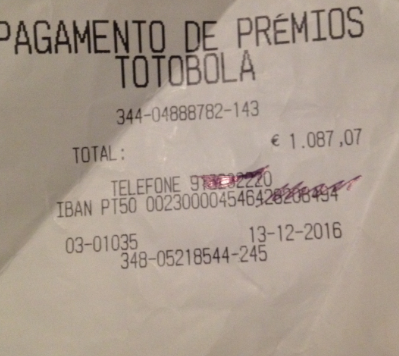 PAGAMENTO DE PRÉMIOS
TOTOBOLA
344-04888782-143
TOTAL: € 1.087,07
TELEFONE
IBAN PT50
03-01035 13-12-2016
348-05218544-245